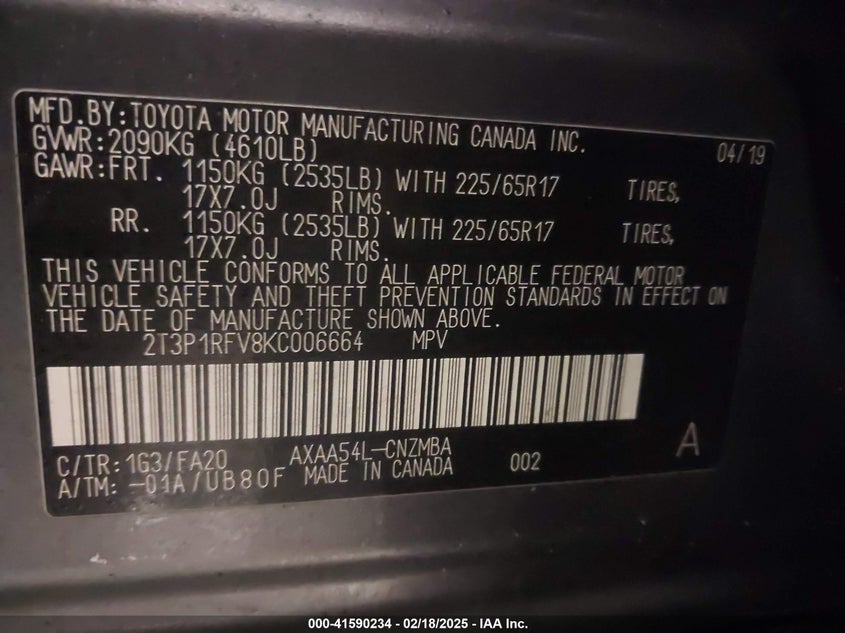 MFD.BY:TOYOTA MOTOR MANUFACTURING CANADA INC.
GVWR:2090KG (4610LB) 04/19
GAWR:FRT. 1150KG (2535LB) WITH 225/65R17 TIRES,
17X7.0J RIMS.
RR. 1150KG (2535LB) WITH 225/65R17 TIRES,
17X7.0J RIMS.
THIS VEHICLE CONFORMS TO ALL APPLICABLE FEDERAL MOTOR
VEHICLE SAFETY AND THEFT PREVENTION STANDARDS IN EFFECT ON
THE DATE OF MANUFACTURE SHOWN ABOVE.
2T3P1RFV8KC006664 MPV
C/TR:1G3/FA20 AXAA54L-CNZMBA A
A/TM: -01A/UB80F MADE IN CANADA 002
000-41590234 - 02/18/2025 - IAA Inc.